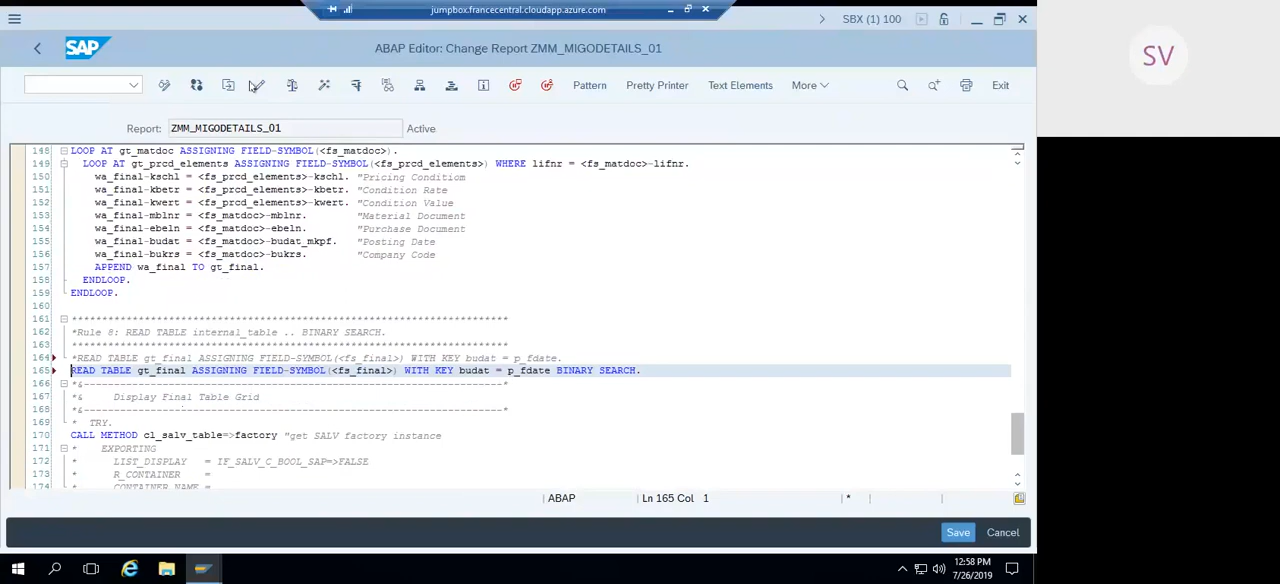 jumpbox.francecentral.cloudapp.azure.com
SBX (1) 100
SAP
ABAP Editor: Change Report ZMM_MIGODETAILS_01
Pattern
Pretty Printer
Text Elements
More
Exit
SV
Report:
ZMM_MIGODETAILS_01
Active
148 LOOP AT gt_matdoc ASSIGNING FIELD-SYMBOL(<fs_matdoc>).
149 LOOP AT gt_prcd_elements ASSIGNING FIELD-SYMBOL(<fs_prcd_elements>) WHERE lifnr = <fs_matdoc>-lifnr.
150 wa_final-kschl = <fs_prcd_elements>-kschl. "Pricing Conditiom
151 wa_final-kbetr = <fs_prcd_elements>-kbetr. "Condition Rate
152 wa_final-kwert = <fs_prcd_elements>-kwert. "Condition Value
153 wa_final-mblnr = <fs_matdoc>-mblnr. "Material Document
154 wa_final-ebeln = <fs_matdoc>-ebeln. "Purchase Document
155 wa_final-budat = <fs_matdoc>-budat_mkpf. "Posting Date
156 wa_final-bukrs = <fs_matdoc>-bukrs. "Company Code
157 APPEND wa_final TO gt_final.
158 ENDLOOP.
159 ENDLOOP.
160
161 *************************************************************************
162 *Rule 8: READ TABLE internal_table .. BINARY SEARCH.
163 *************************************************************************
164 *READ TABLE gt_final ASSIGNING FIELD-SYMBOL(<fs_final>) WITH KEY budat = p_fdate.
165 READ TABLE gt_final ASSIGNING FIELD-SYMBOL(<fs_final>) WITH KEY budat = p_fdate BINARY SEARCH.
166 *&---------------------------------------------------------------------*
167 *& Display Final Table Grid
168 *&---------------------------------------------------------------------*
169 * TRY.
170 CALL METHOD cl_salv_table=>factory "get SALV factory instance
171 * EXPORTING
172 * LIST_DISPLAY = IF_SALV_C_BOOL_SAP=>FALSE
173 * R_CONTAINER =
174 * CONTAINER_NAME =
ABAP
Ln 165 Col 1
*
Save
Cancel
12:58 PM
7/26/2019